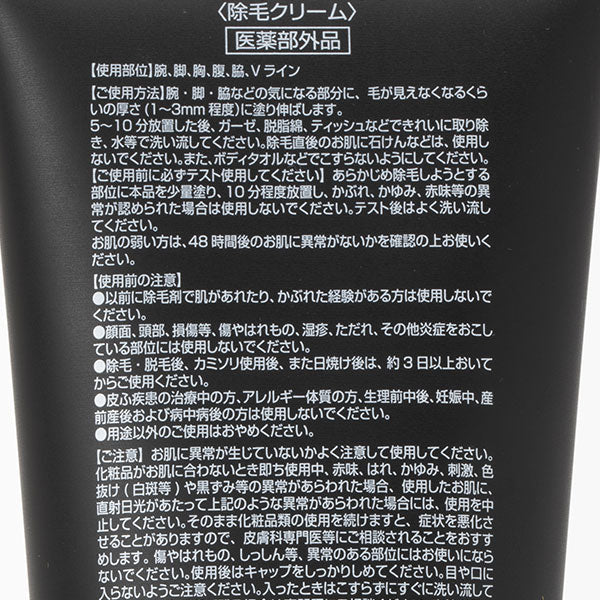 〈除毛クリーム〉
医薬部外品
【使用部位】腕、脚、胸、腹、脇、Vライン
【ご使用方法】腕・脚・脇などの気になる部分に、毛が見えなくなるくら
いの厚さ(1〜3mm程度)に塗り伸ばします。
5〜10分放置した後、ガーゼ、脱脂綿、ティッシュなどできれいに取り除
き、水等で洗い流してください。除毛直後のお肌に石けんなどは、使用し
ないでください。また、ボディタオルなどでこすらないようにしてください。
【ご使用前に必ずテスト使用してください】あらかじめ除毛しようとする
部位に本品を少量塗り、10分程度放置し、かぶれ、かゆみ、赤味等の異
常が認められた場合は使用しないでください。テスト後はよく洗い流し
てください。
お肌の弱い方は、48時間後のお肌に異常がないかを確認の上お使いく
ださい。
【使用前の注意】
●以前に除毛剤で肌があれたり、かぶれた経験がある方は使用しないで
ください。
●顔面、頭部、損傷等、傷やはれもの、湿疹、ただれ、その他炎症をおこし
ている部位には使用しないでください。
●除毛・脱毛後、カミソリ使用後、また日焼け後は、約3日以上おいて
からご使用ください。
●皮ふ疾患の治療中の方、アレルギー体質の方、生理前中後、妊娠中、産
前産後および病中病後の方は使用しないでください。
●用途以外のご使用はおやめください。
【ご注意】お肌に異常が生じていないかよく注意して使用してください。
化粧品がお肌に合わないとき即ち使用中、赤味、はれ、かゆみ、刺激、色
抜け(白斑等)や黒ずみ等の異常があらわれた場合、使用したお肌に、
直射日光があたって上記のような異常があらわれた場合には、使用を中
止してください。そのまま化粧品類の使用を続けますと、症状を悪化さ
せることがありますので、皮膚科専門医等にご相談されることをおすす
めします。傷やはれもの、しっしん等、異常のある部位にはお使いになら
ないでください。使用後はキャップをしっかりしめてください。目や口に
入らないようご注意ください。入ったときはこすらずにすぐに洗い流して